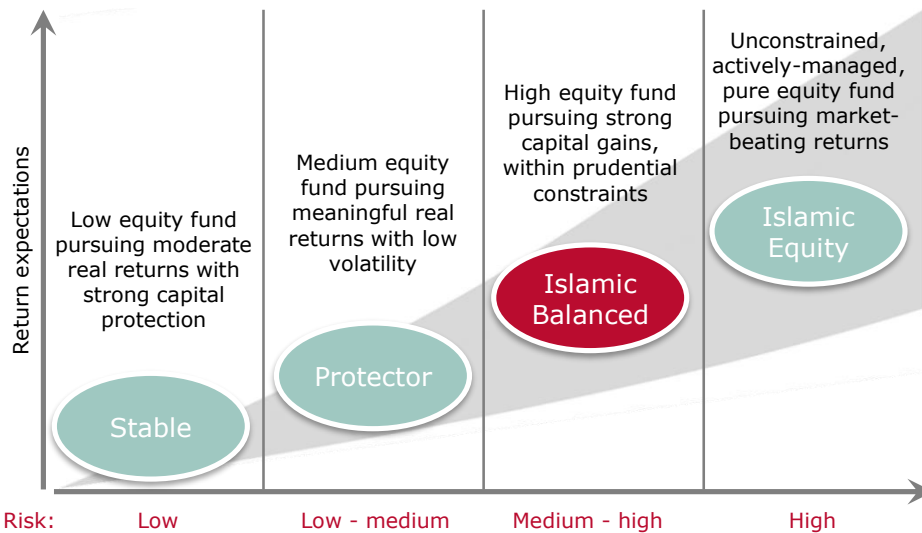 Return expectations
Low equity fund
pursuing moderate
real returns with
strong capital
protection
Stable
Medium equity
fund pursuing
meaningful real
returns with low
volatility
Protector
High equity fund
pursuing strong
capital gains,
within prudential
constraints
Islamic
Balanced
Unconstrained,
actively-managed,
pure equity fund
pursuing market-
beating returns
Islamic
Equity
Risk:
Low
Low - medium
Medium - high
High